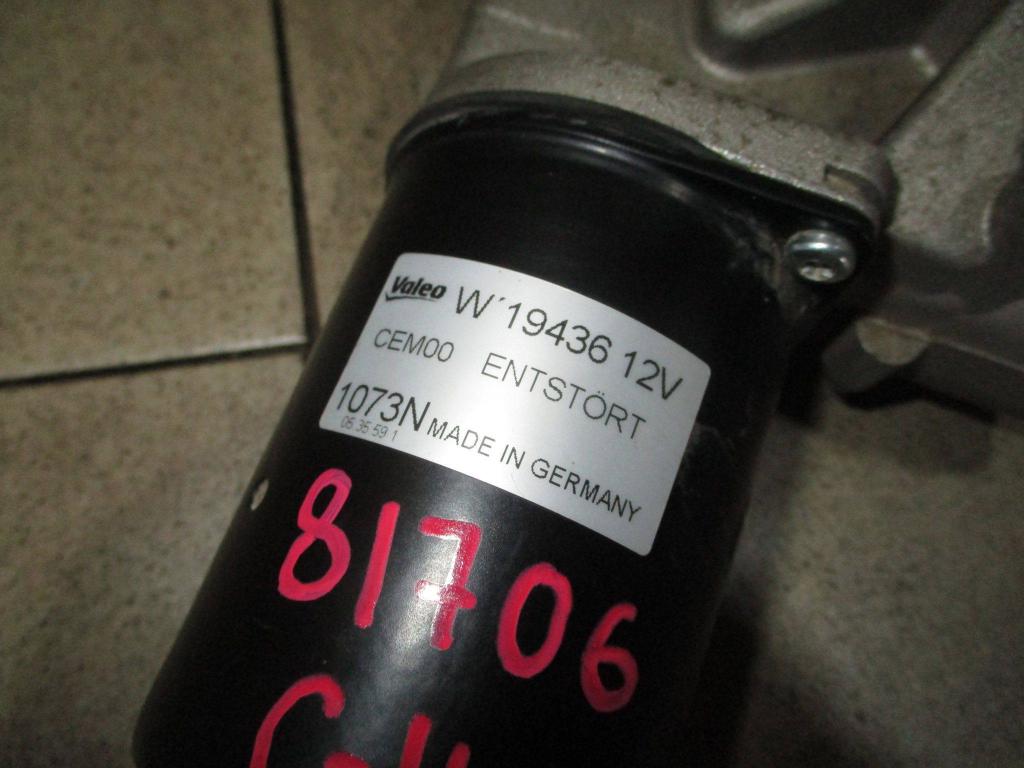 Valeo W´19436 12V
CEM00 ENTSTÖRT
1073N MADE IN GERMANY
05 35 59 1
81706